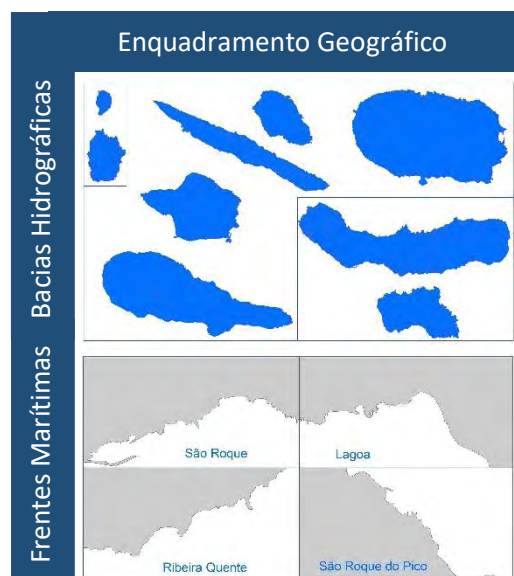 Enquadramento Geográfico
Bacias Hidrográficas
Frentes Marítimas
São Roque
Lagoa
Ribeira Quente
São Roque do Pico